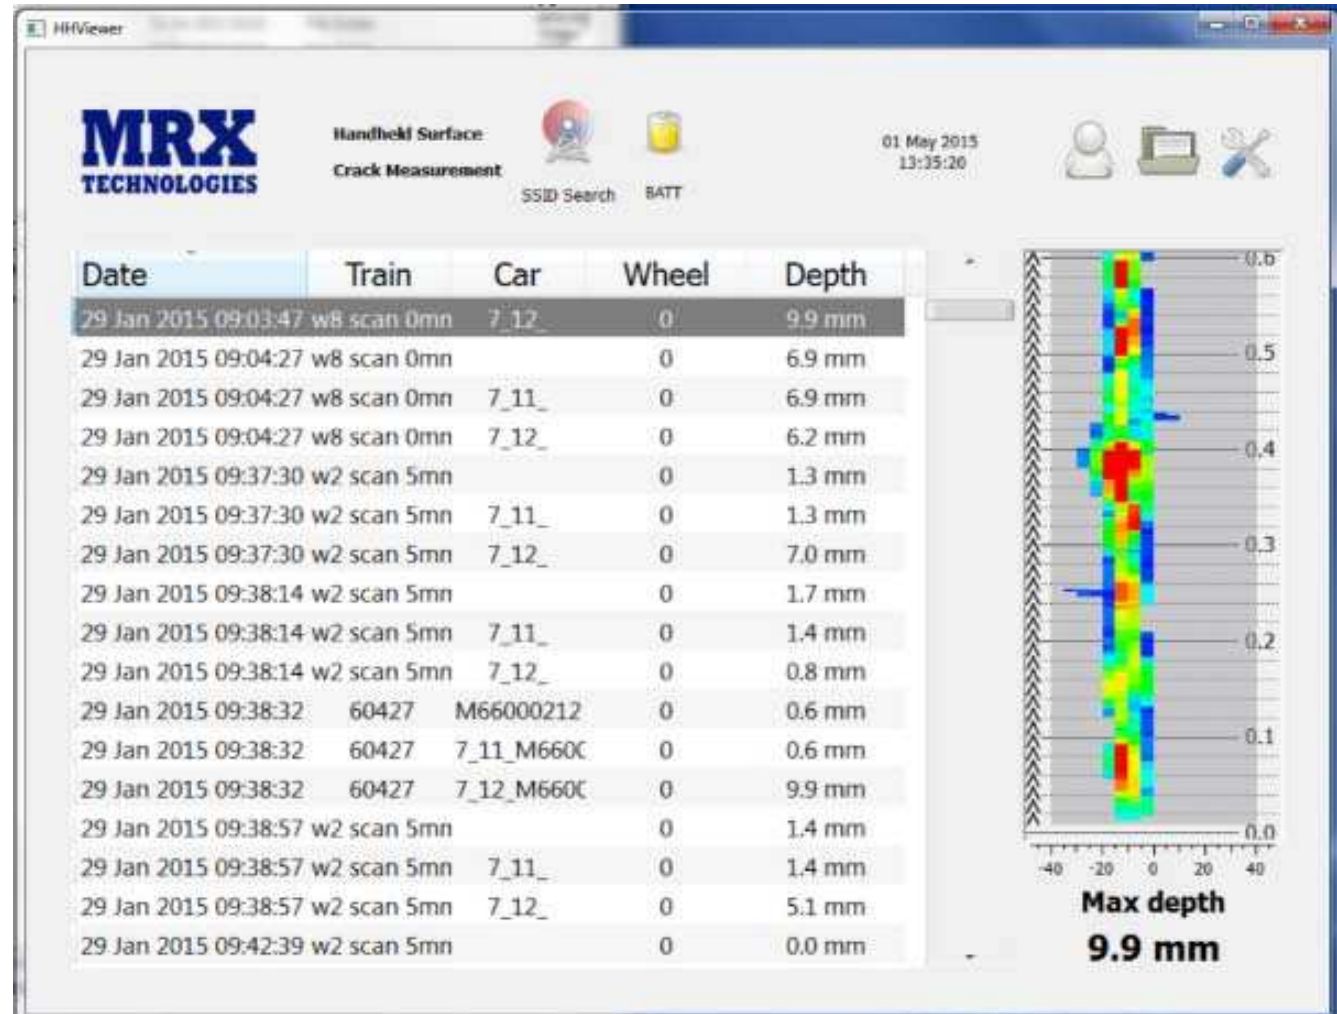 HHViewer
MRX
TECHNOLOGIES
Handheld Surface
Crack Measurement
SSID Search
BATT
01 May 2015
13:35:20
Date Train Car Wheel Depth
29 Jan 2015 09:03:47 w8 scan 0mn 7_12_ 0 9.9 mm
29 Jan 2015 09:04:27 w8 scan 0mn 0 6.9 mm
29 Jan 2015 09:04:27 w8 scan 0mn 7_11_ 0 6.9 mm
29 Jan 2015 09:04:27 w8 scan 0mn 7_12_ 0 6.2 mm
29 Jan 2015 09:37:30 w2 scan 5mn 0 1.3 mm
29 Jan 2015 09:37:30 w2 scan 5mn 7_11_ 0 1.3 mm
29 Jan 2015 09:37:30 w2 scan 5mn 7_12_ 0 7.0 mm
29 Jan 2015 09:38:14 w2 scan 5mn 0 1.7 mm
29 Jan 2015 09:38:14 w2 scan 5mn 7_11_ 0 1.4 mm
29 Jan 2015 09:38:14 w2 scan 5mn 7_12_ 0 0.8 mm
29 Jan 2015 09:38:32 60427 M66000212 0 0.6 mm
29 Jan 2015 09:38:32 60427 7_11_M660( 0 0.6 mm
29 Jan 2015 09:38:32 60427 7_12_M660( 0 9.9 mm
29 Jan 2015 09:38:57 w2 scan 5mn 0 1.4 mm
29 Jan 2015 09:38:57 w2 scan 5mn 7_11_ 0 1.4 mm
29 Jan 2015 09:38:57 w2 scan 5mn 7_12_ 0 5.1 mm
29 Jan 2015 09:42:39 w2 scan 5mn 0 0.0 mm
0.6
0.5
0.4
0.3
0.2
0.1
0.0
-40 -20 0 20 40
Max depth
9.9 mm